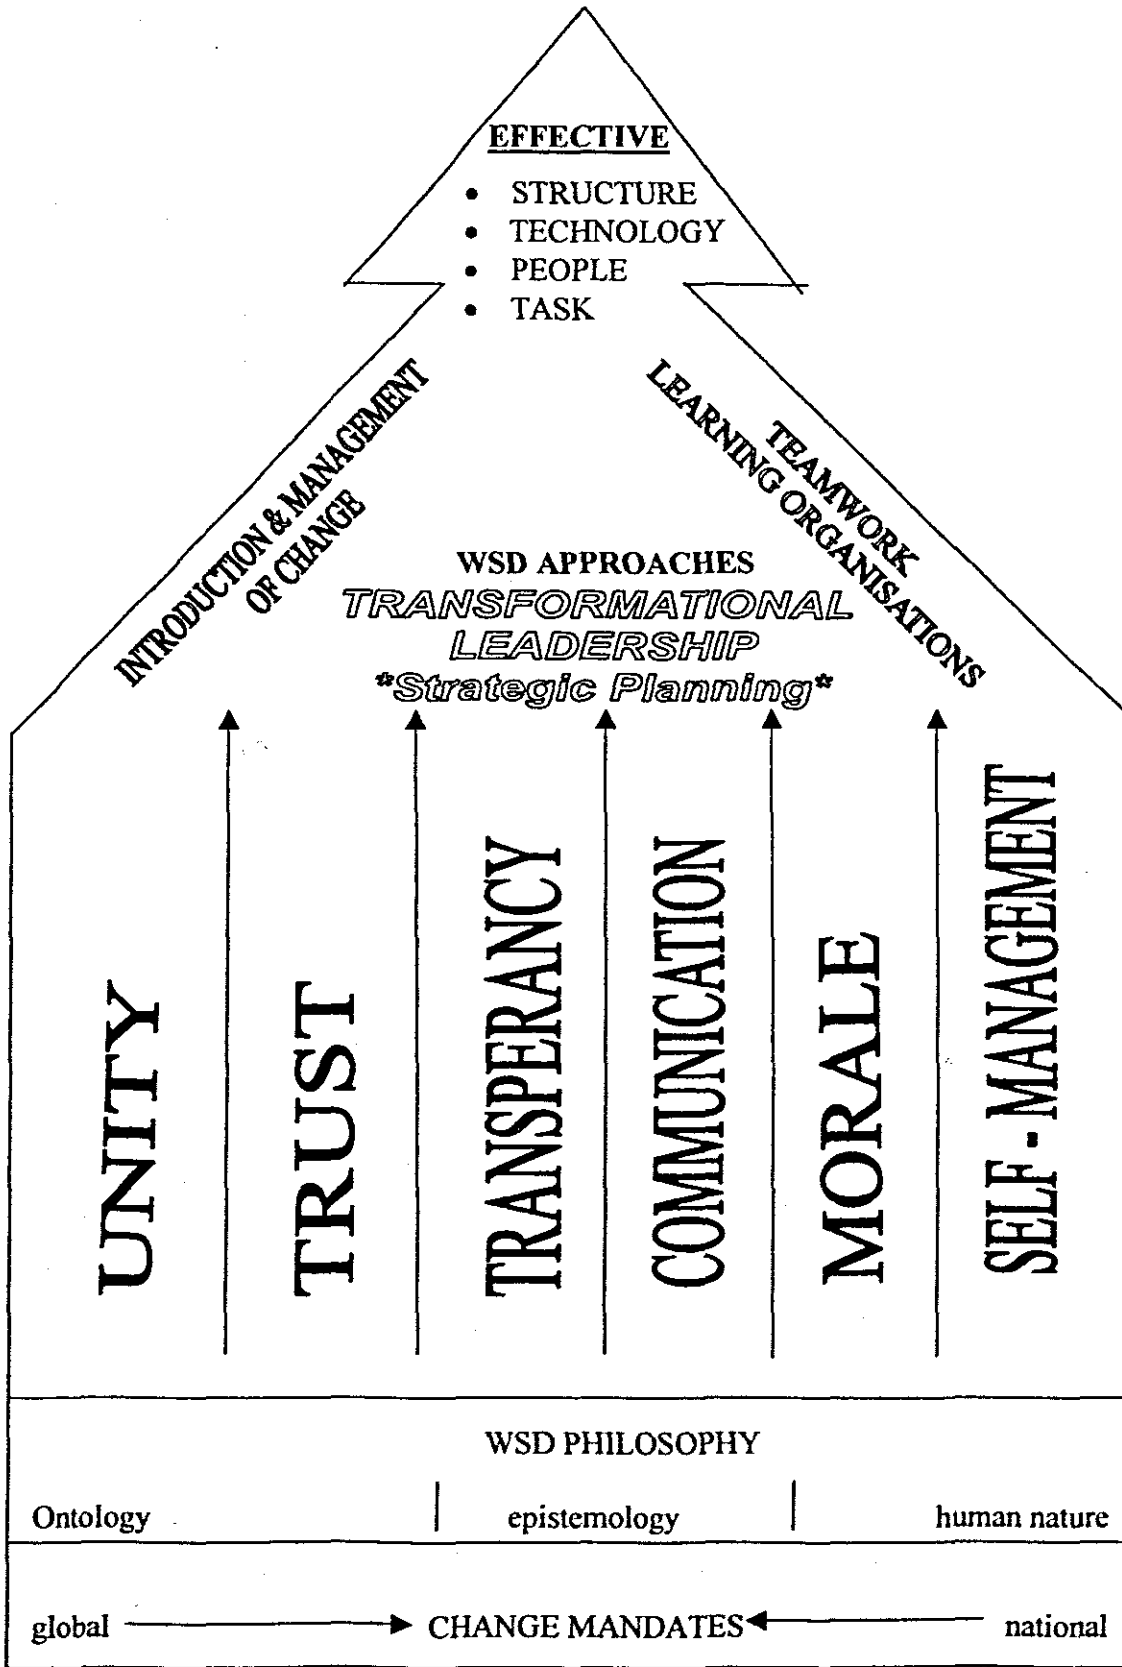 EFFECTIVE
• STRUCTURE
• TECHNOLOGY
• PEOPLE
• TASK
INTRODUCTION & MANAGEMENT
OF CHANGE
TEAMWORK
LEARNING ORGANISATIONS
WSD APPROACHES
TRANSFORMATIONAL
LEADERSHIP
*Strategic Planning*
UNITY
TRUST
TRANSPERANCY
COMMUNICATION
MORALE
SELF - MANAGEMENT
WSD PHILOSOPHY
Ontology | epistemology | human nature
global CHANGE MANDATES national